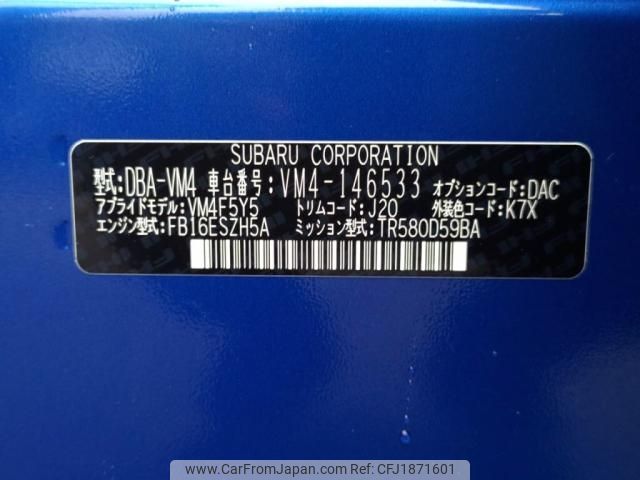 SUBARU CORPORATION
型式:DBA-VM4 車台番号:VM4-146533 オプションコード:DAC
アプライドモデル:VM4F5Y5 トリムコード:J20 外装色コード:K7X
エンジン型式:FB16ESZH5A ミッション型式:TR580D59BA
www.CarFromJapan.com - CFJ1871601